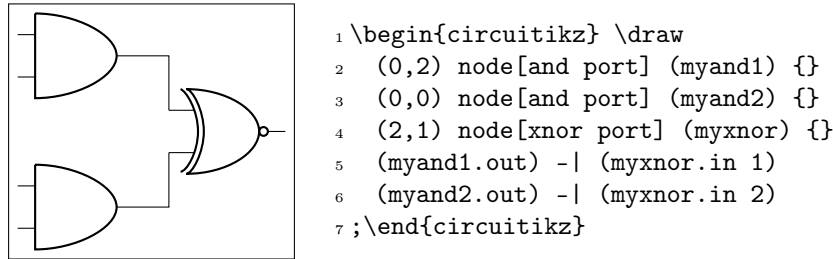 1 \begin{circuitikz} \draw
2 (0,2) node[and port] (myand1) {}
3 (0,0) node[and port] (myand2) {}
4 (2,1) node[xnor port] (myxnor) {}
5 (myand1.out) -| (myxnor.in 1)
6 (myand2.out) -| (myxnor.in 2)
7 ;\end{circuitikz}